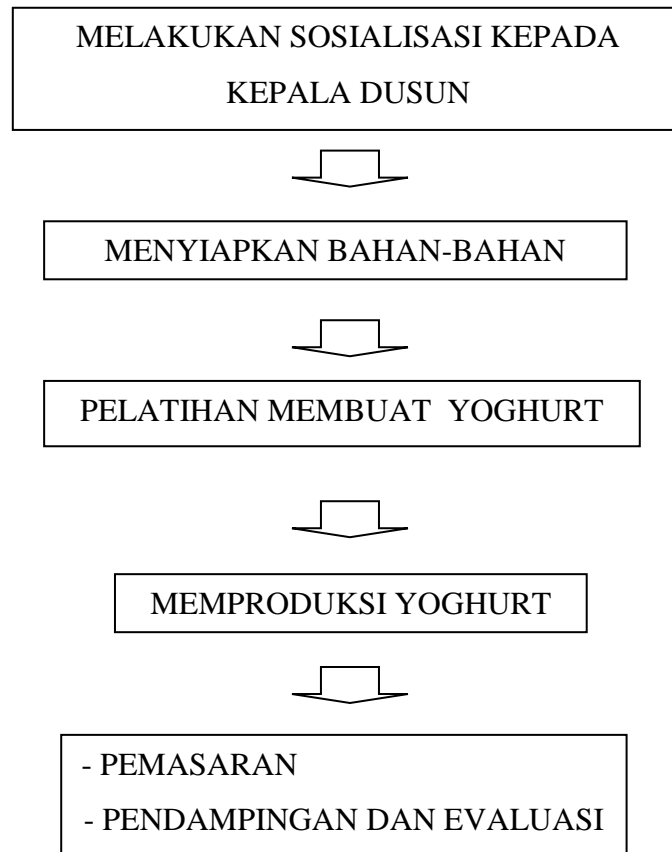 MELAKUKAN SOSIALISASI KEPADA
KEPALA DUSUN
MENYIAPKAN BAHAN-BAHAN
PELATIHAN MEMBUAT YOGHURT
MEMPRODUKSI YOGHURT
- PEMASARAN
- PENDAMPINGAN DAN EVALUASI